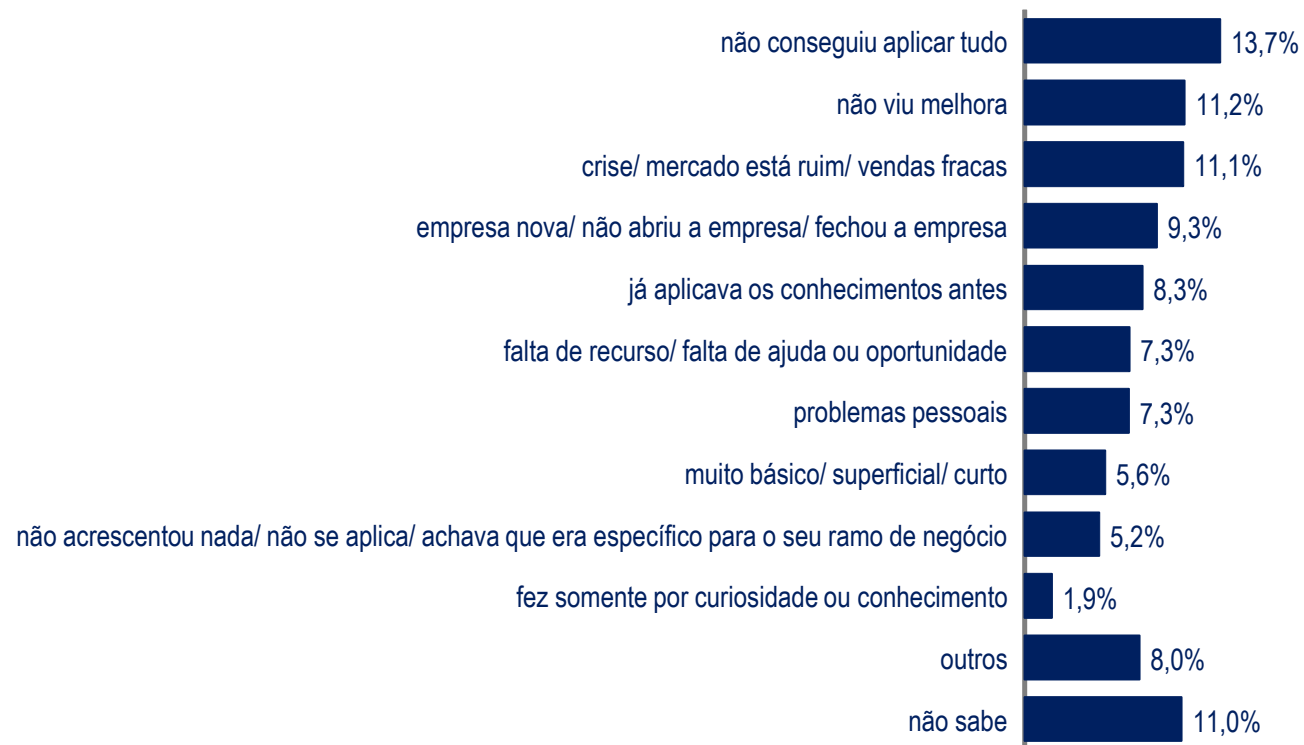 não conseguiu aplicar tudo 13,7%
não viu melhora 11,2%
crise/ mercado está ruim/ vendas fracas 11,1%
empresa nova/ não abriu a empresa/ fechou a empresa 9,3%
já aplicava os conhecimentos antes 8,3%
falta de recurso/ falta de ajuda ou oportunidade 7,3%
problemas pessoais 7,3%
muito básico/ superficial/ curto 5,6%
não acrescentou nada/ não se aplica/ achava que era específico para o seu ramo de negócio 5,2%
fez somente por curiosidade ou conhecimento 1,9%
outros 8,0%
não sabe 11,0%